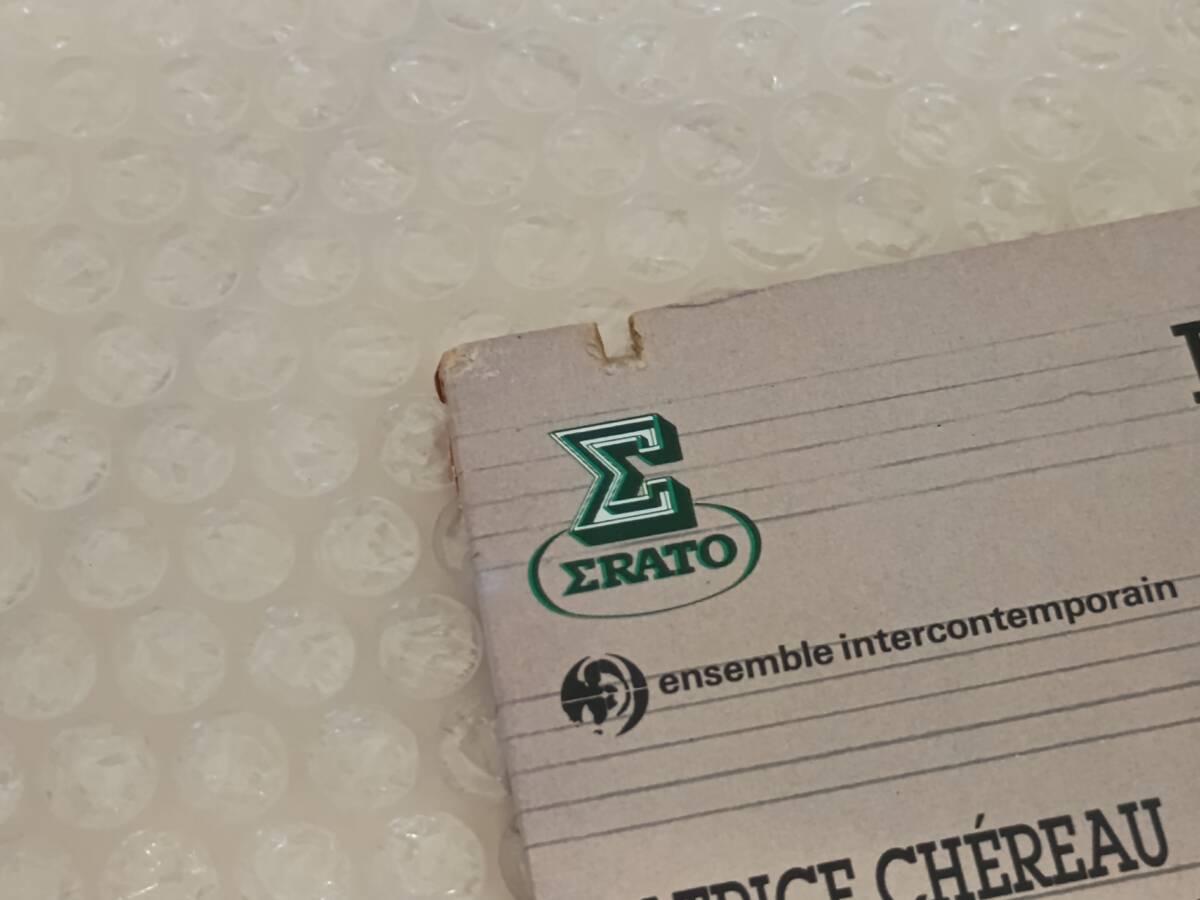 Σ
ΣRATO
ensemble intercontemporain
CHÉREAU